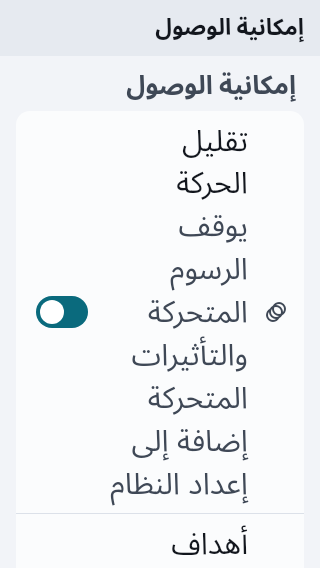 إمكانية الوصول
إمكانية الوصول
تقليل
الحركة
يوقف
الرسوم
المتحركة
والتأثيرات
المتحركة
إضافة إلى
إعداد النظام
أهداف